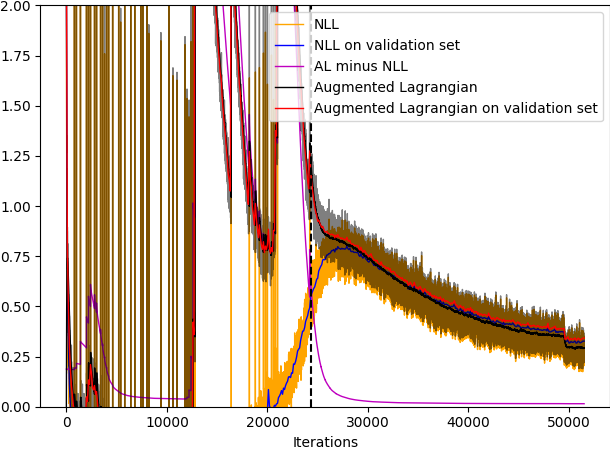 2.00
1.75
1.50
1.25
1.00
0.75
0.50
0.25
0.00
NLL
NLL on validation set
AL minus NLL
Augmented Lagrangian
Augmented Lagrangian on validation set
0 10000 20000 30000 40000 50000
Iterations